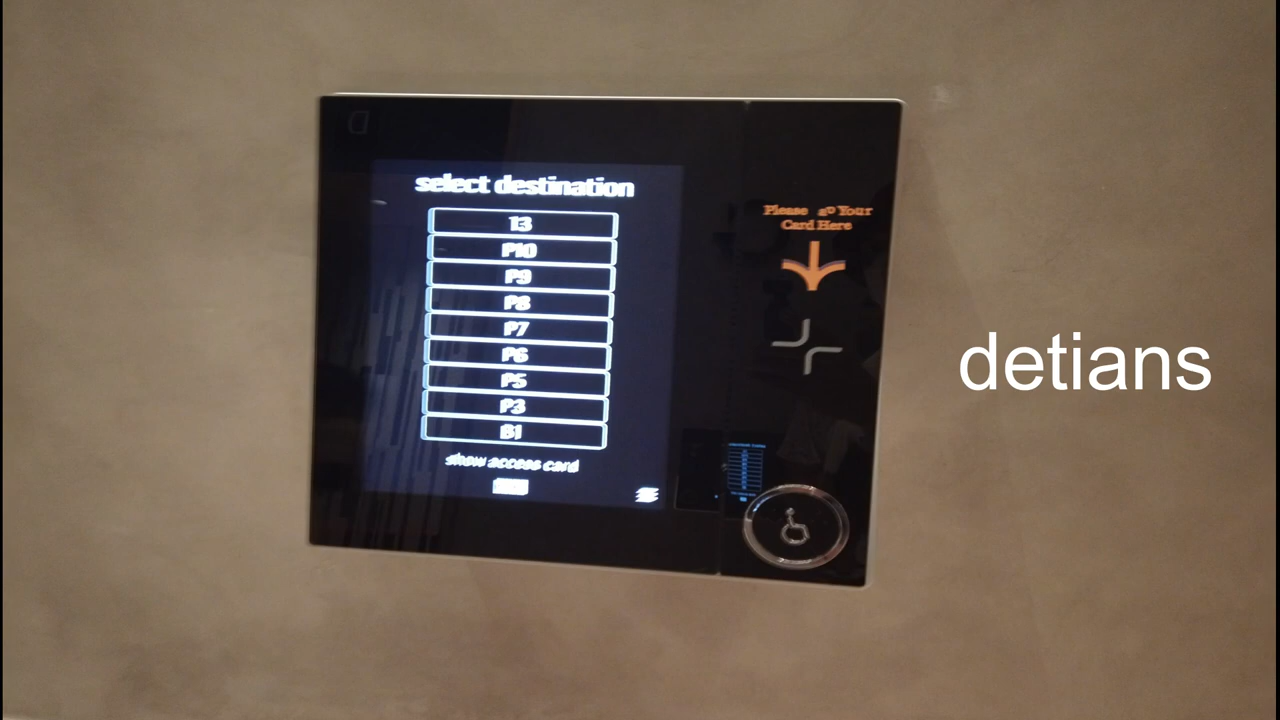 select destination
13
P10
P9
P8
P7
P6
P5
P3
B1
show access card
Please Your
Card Here
detians